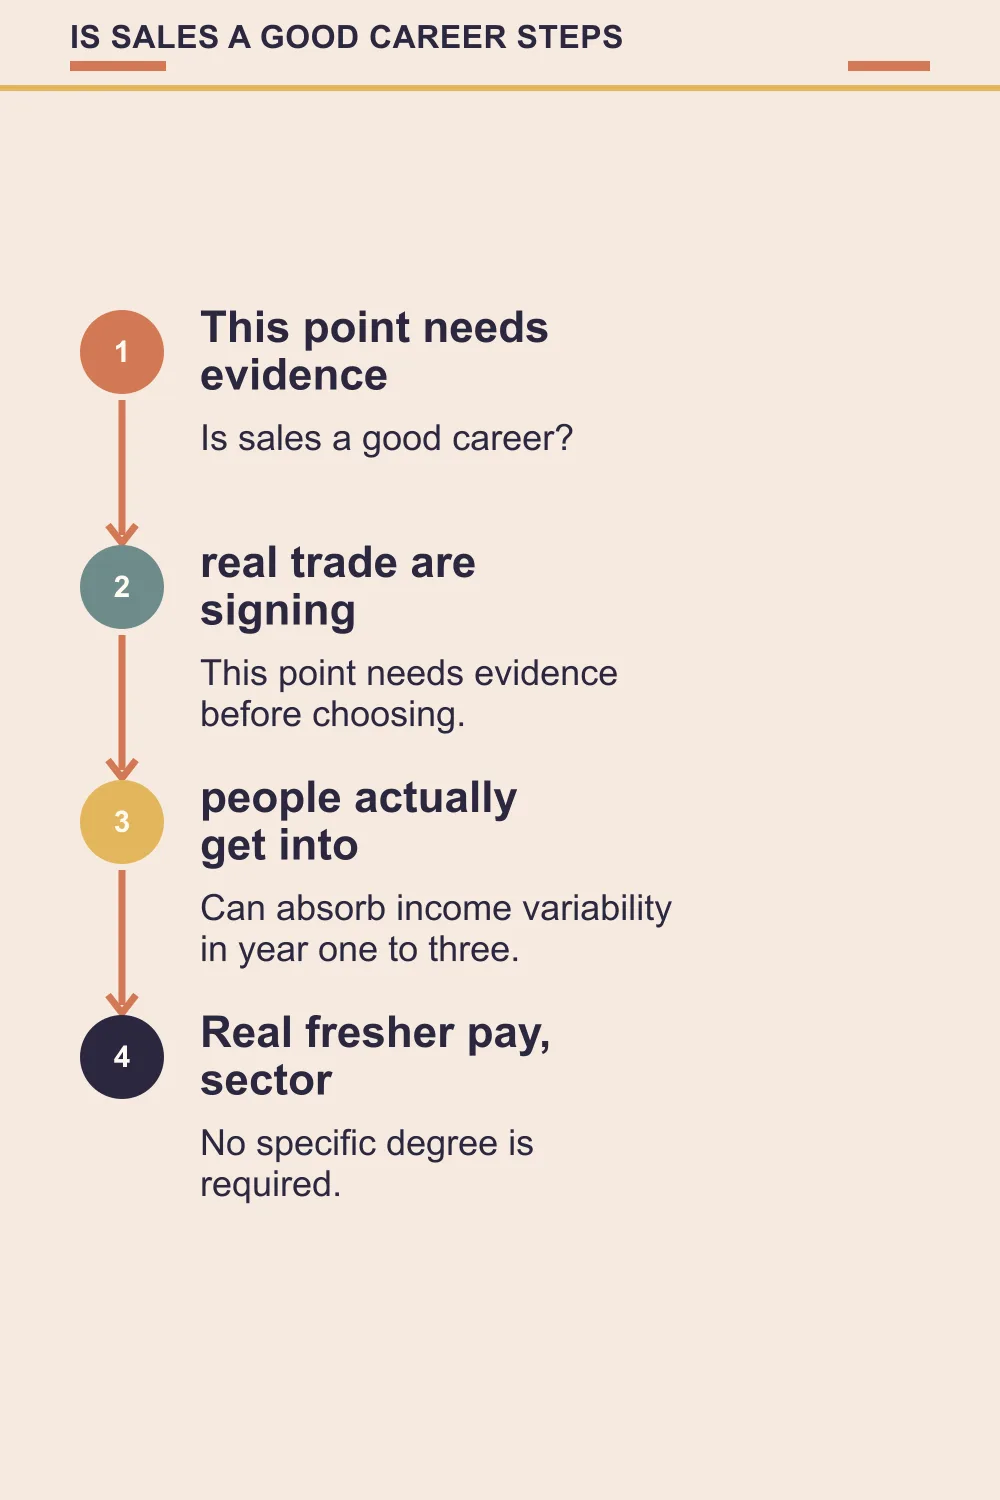 IS SALES A GOOD CAREER STEPS
1
This point needs
evidence
Is sales a good career?
2
real trade are
signing
This point needs evidence
before choosing.
3
people actually
get into
Can absorb income variability
in year one to three.
4
Real fresher pay,
sector
No specific degree is
required.